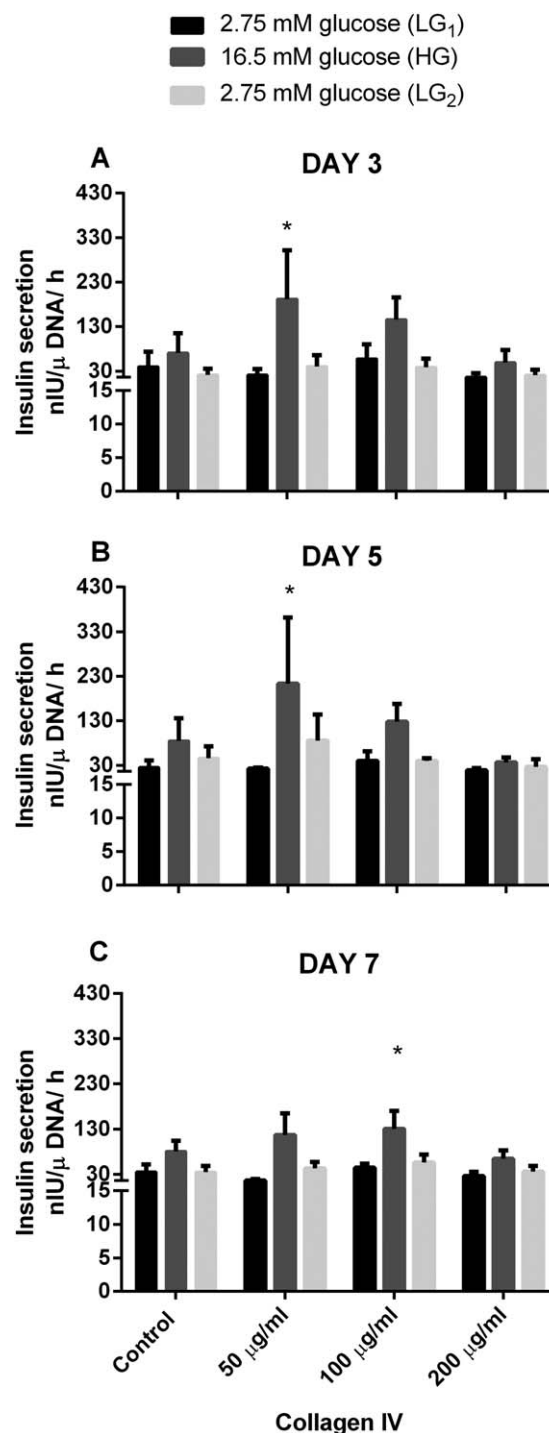 2.75 mM glucose (LG₁)
16.5 mM glucose (HG)
2.75 mM glucose (LG₂)
A
DAY 3
Insulin secretion
nIU/µ DNA/ h
430
330
230
130
30
15
10
5
0
*
B
DAY 5
Insulin secretion
nIU/µ DNA/ h
430
330
230
130
30
15
10
5
0
*
C
DAY 7
Insulin secretion
nIU/µ DNA/ h
430
330
230
130
30
15
10
5
0
*
Control
50 µg/ml
100 µg/ml
200 µg/ml
Collagen IV